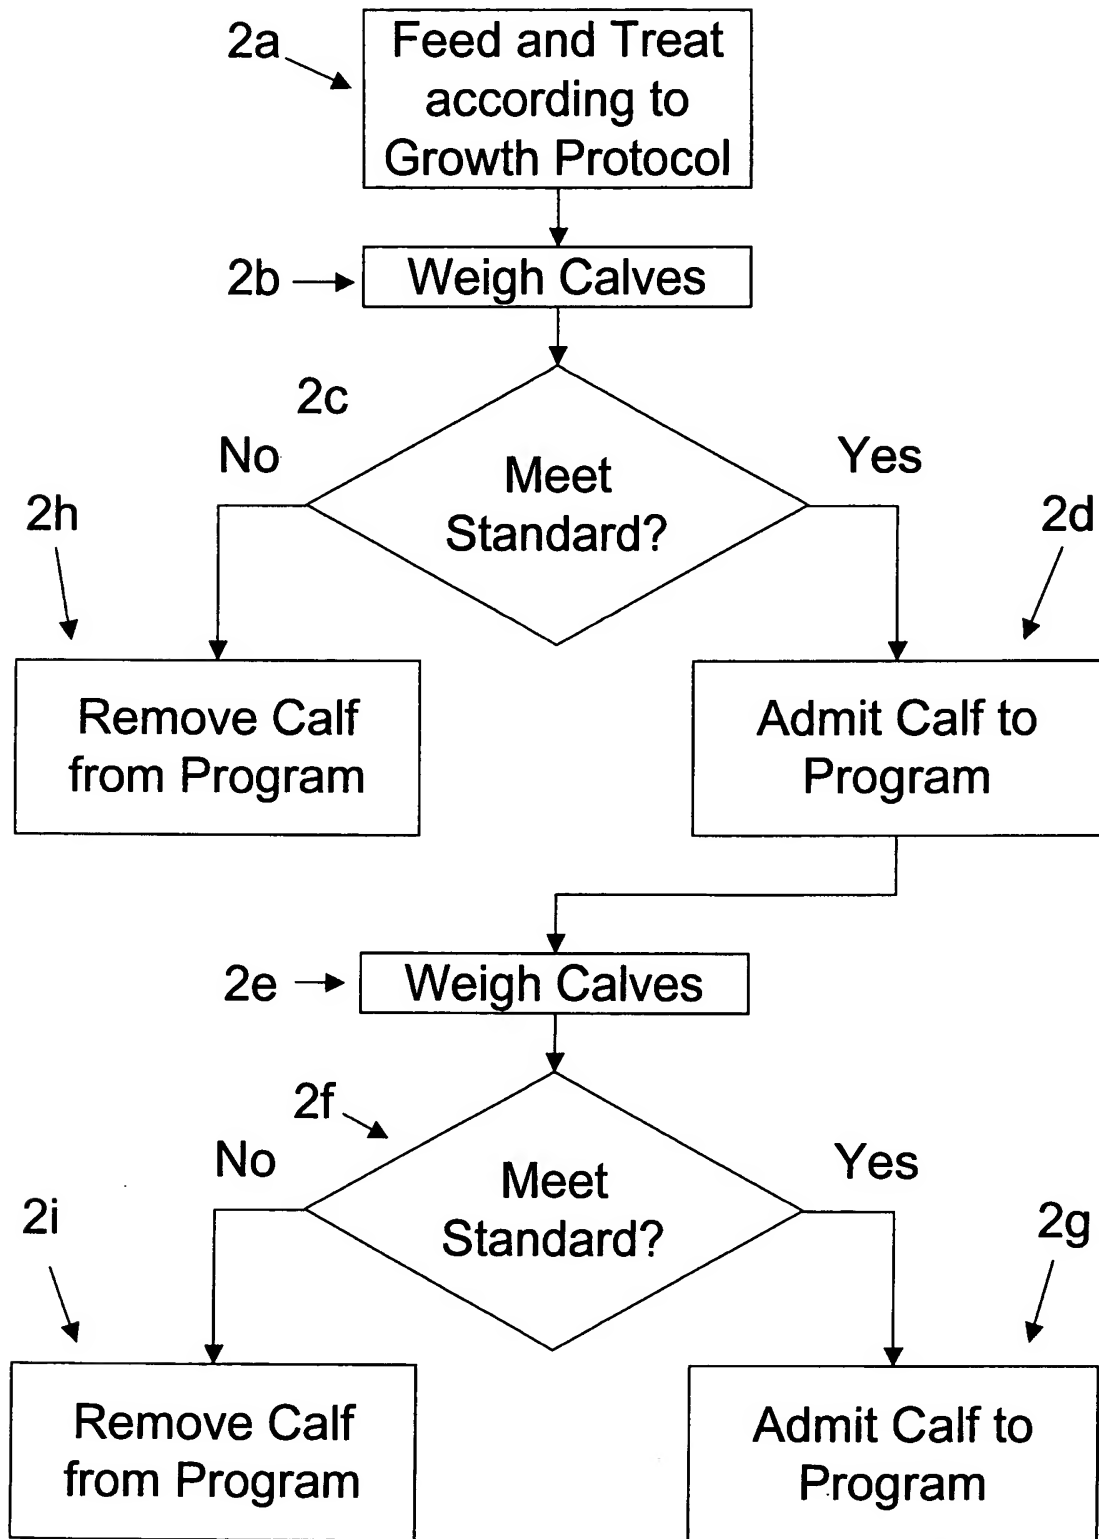 2a
Feed and Treat
according to
Growth Protocol
2b
Weigh Calves
2c
No
Yes
Meet
Standard?
2h
2d
Remove Calf
from Program
Admit Calf to
Program
2e
Weigh Calves
2f
No
Yes
Meet
Standard?
2i
2g
Remove Calf
from Program
Admit Calf to
Program